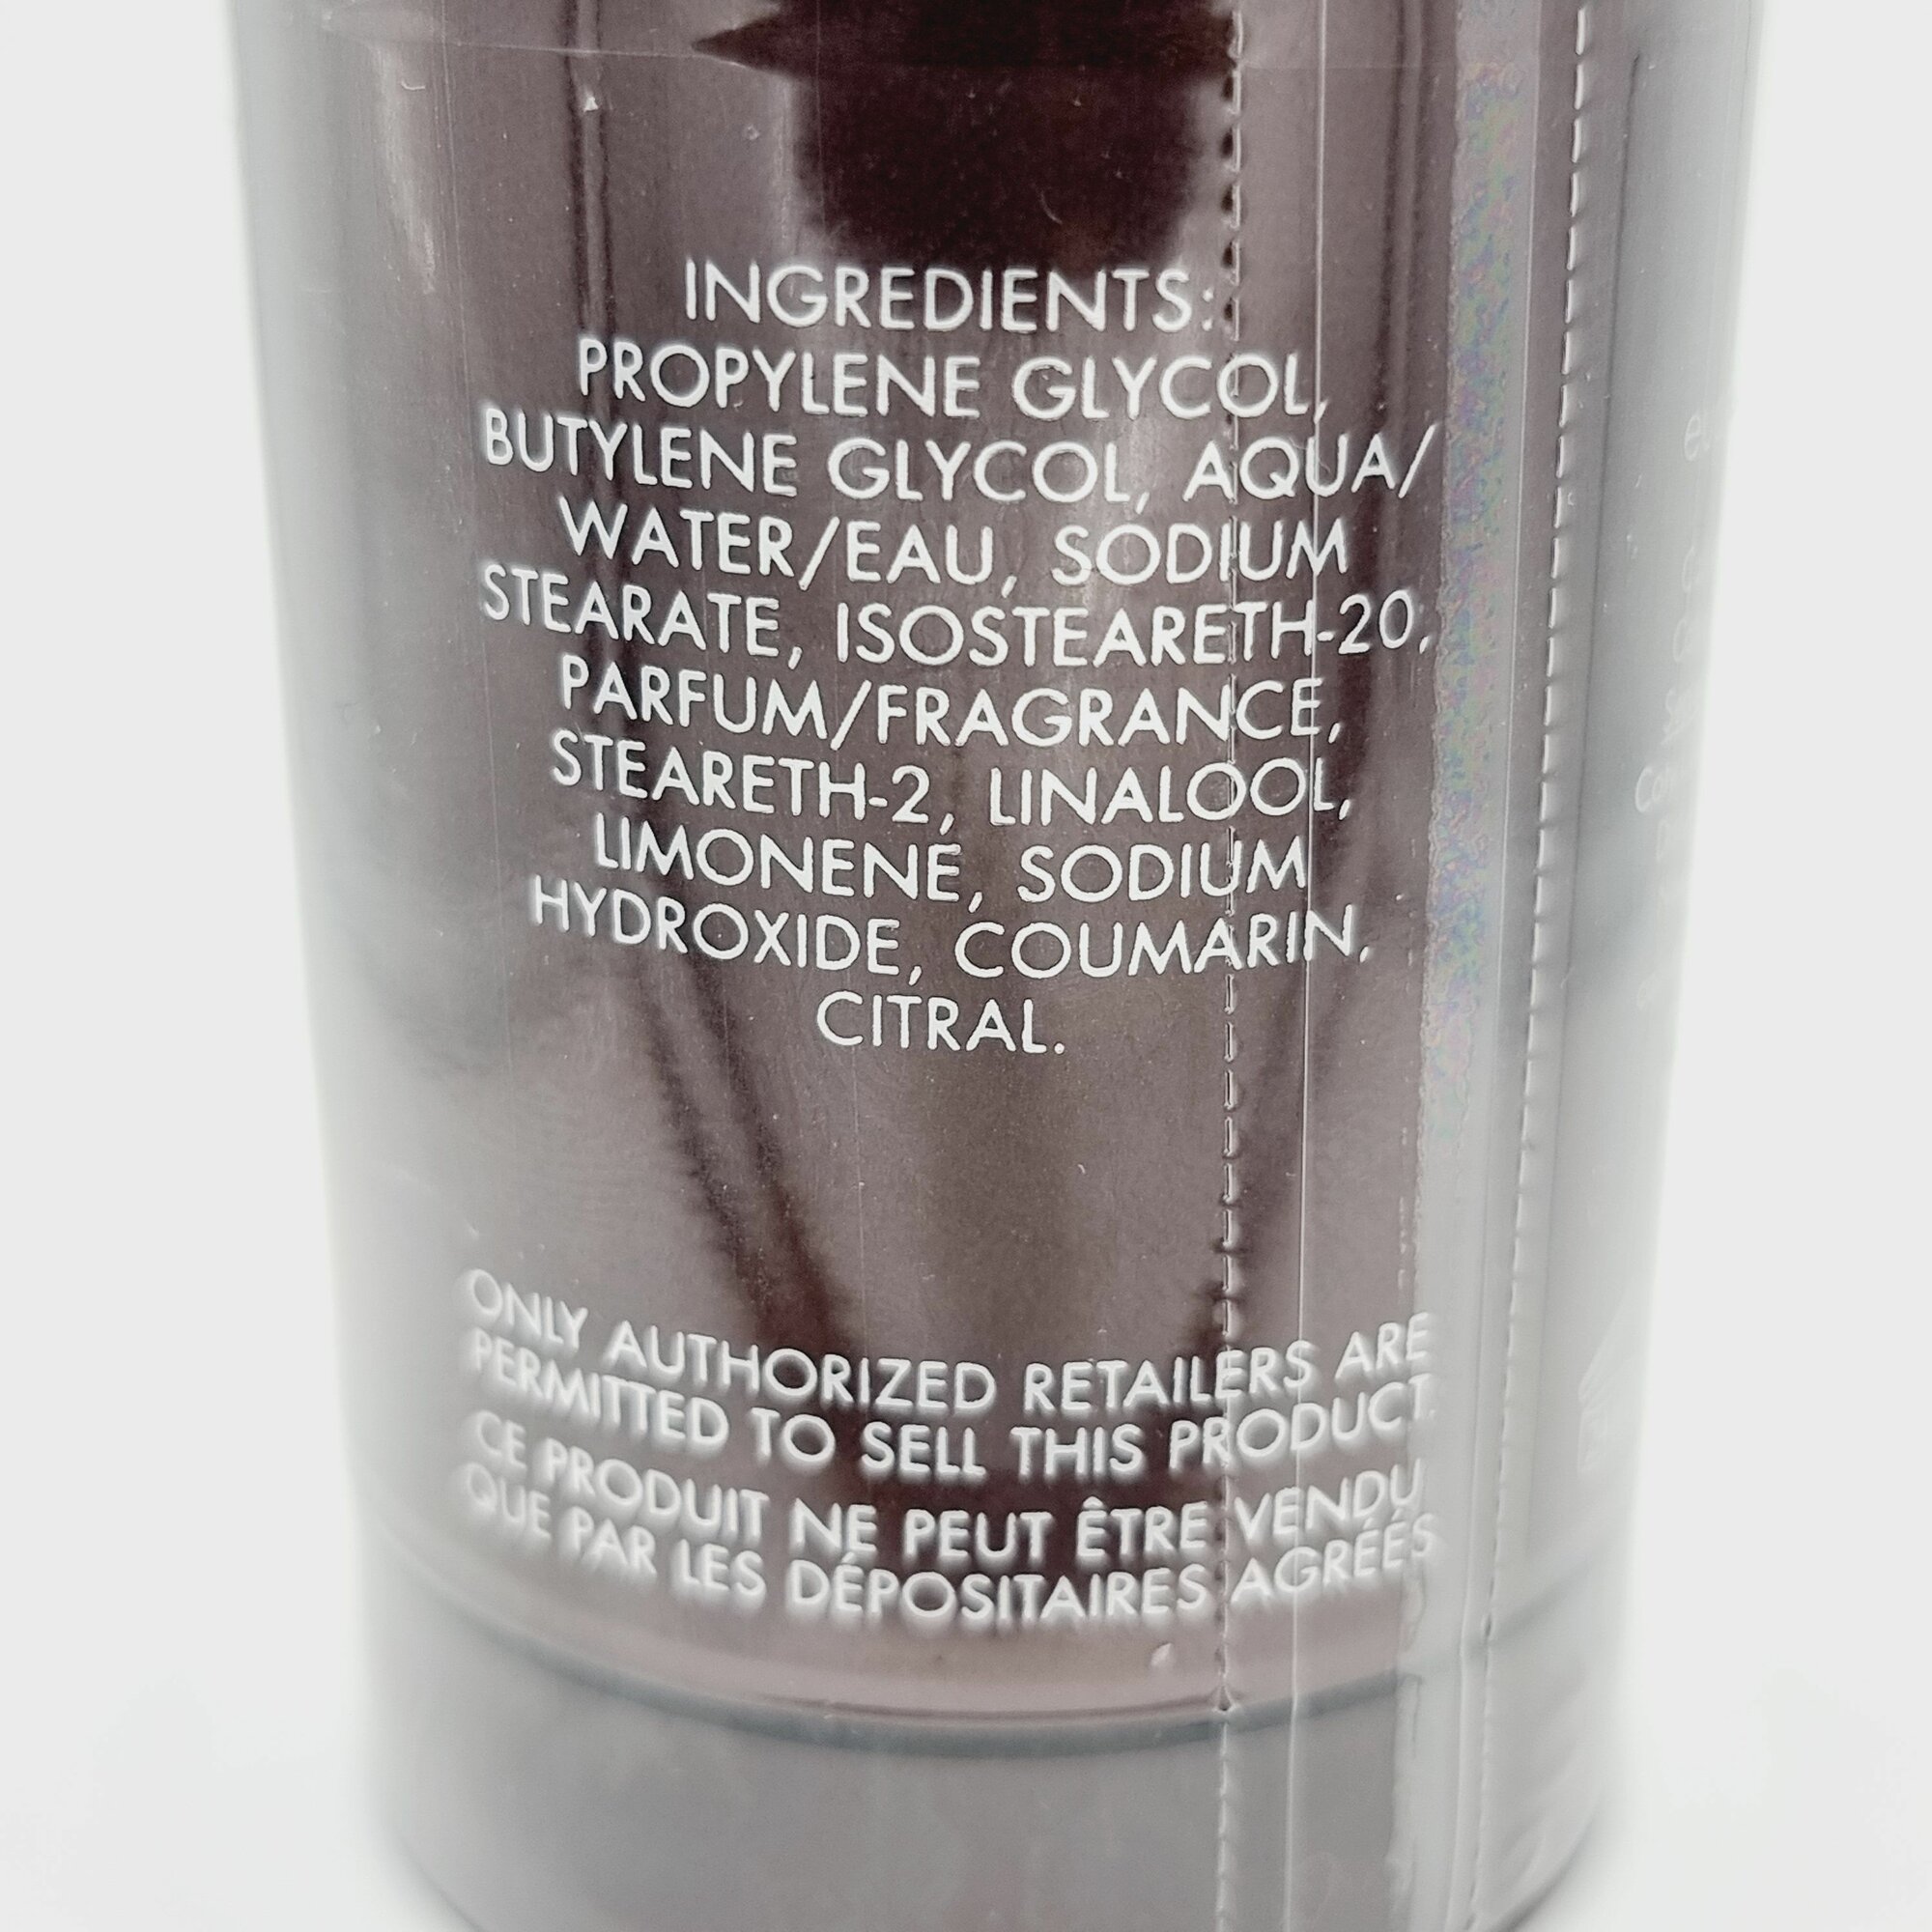 INGREDIENTS:
PROPYLENE GLYCOL,
BUTYLENE GLYCOL, AQUA/
WATER/EAU, SODIUM
STEARATE, ISOSTEARETH-20,
PARFUM/FRAGRANCE,
STEARETH-2, LINALOOL,
LIMONENE, SODIUM
HYDROXIDE, COUMARIN,
CITRAL.
ONLY AUTHORIZED RETAILERS ARE
PERMITTED TO SELL THIS PRODUCT.
CE PRODUIT NE PEUT ÊTRE VENDU
QUE PAR LES DÉPOSITAIRES AGRÉÉS